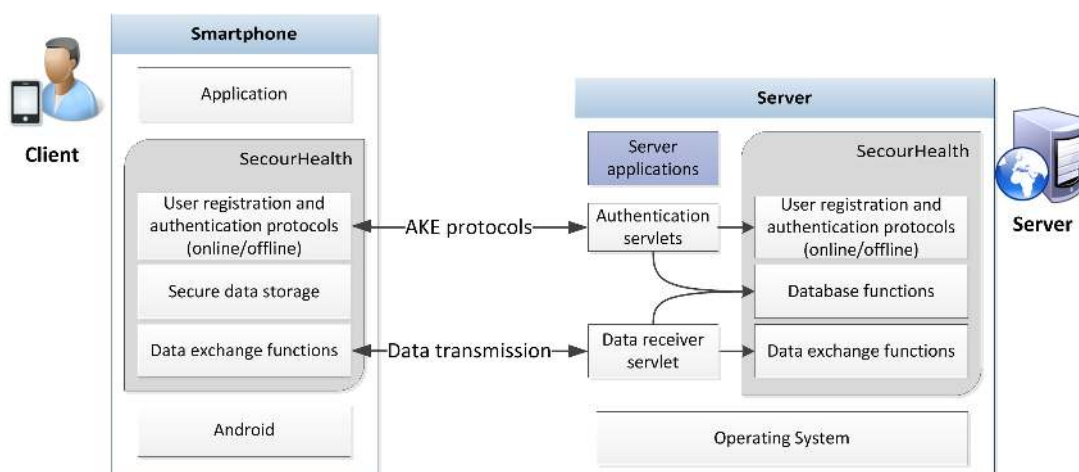 Smartphone
Application
Client
SecourHealth
User registration and
authentication protocols
(online/offline)
Secure data storage
Data exchange functions
Android
AKE protocols
Data transmission
Server
Server
applications
Authentication
servlets
Data receiver
servlet
SecourHealth
User registration and
authentication protocols
(online/offline)
Database functions
Data exchange functions
Operating System
Server